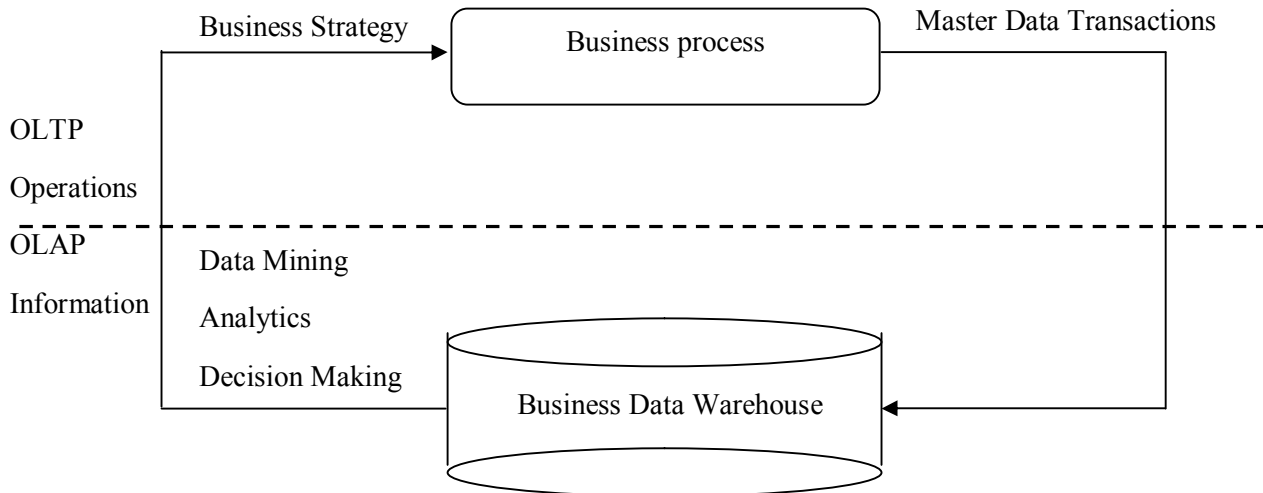 Business Strategy
Business process
Master Data Transactions
OLTP
Operations
OLAP
Information
Data Mining
Analytics
Decision Making
Business Data Warehouse